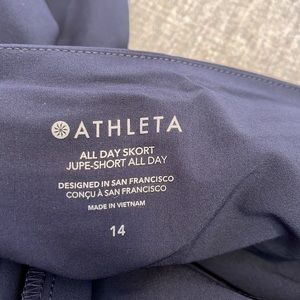 ATHLETA
ALL DAY SKORT
JUPE-SHORT ALL DAY
DESIGNED IN SAN FRANCISCO
CONÇU À SAN FRANCISCO
MADE IN VIETNAM
14